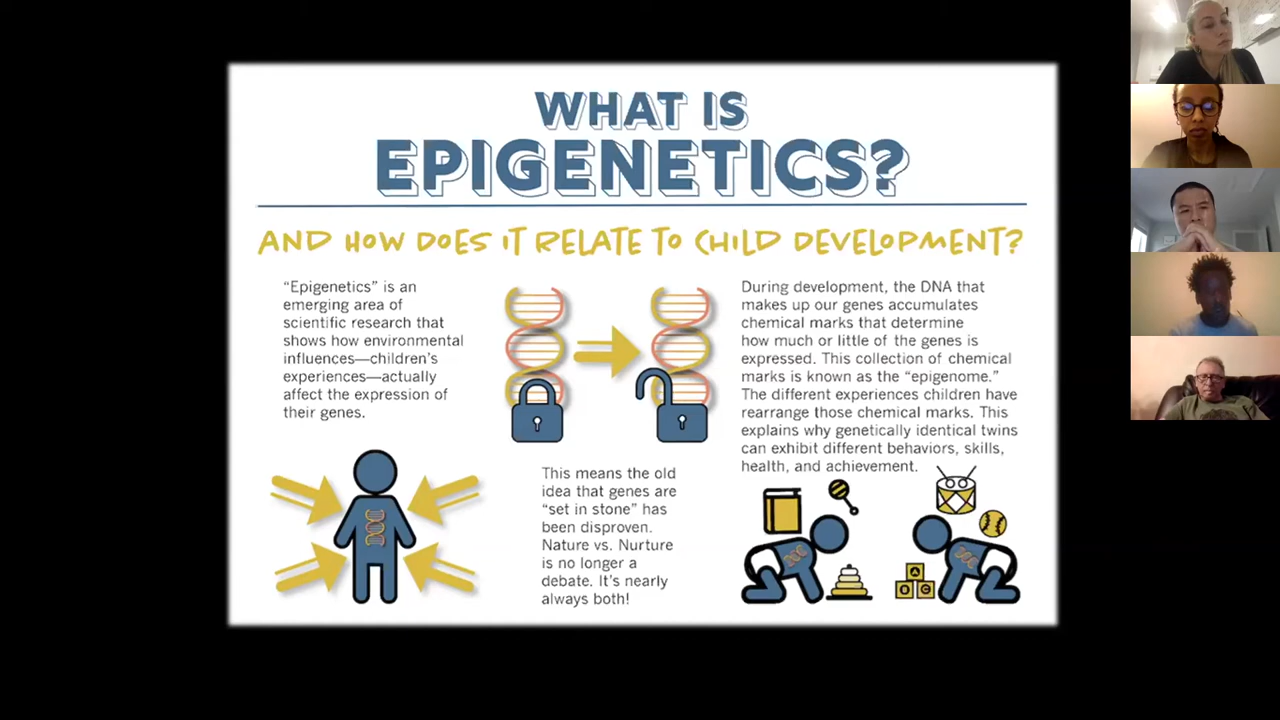 WHAT IS
EPIGENETICS?
AND HOW DOES IT RELATE TO CHILD DEVELOPMENT?
“Epigenetics” is an
emerging area of
scientific research that
shows how environmental
influences—children’s
experiences—actually
affect the expression of
their genes.
This means the old
idea that genes are
“set in stone” has
been disproven.
Nature vs. Nurture
is no longer a
debate. It’s nearly
always both!
During development, the DNA that
makes up our genes accumulates
chemical marks that determine
how much or little of the genes is
expressed. This collection of chemical
marks is known as the “epigenome.”
The different experiences children have
rearrange those chemical marks. This
explains why genetically identical twins
can exhibit different behaviors, skills,
health, and achievement.
A
B C